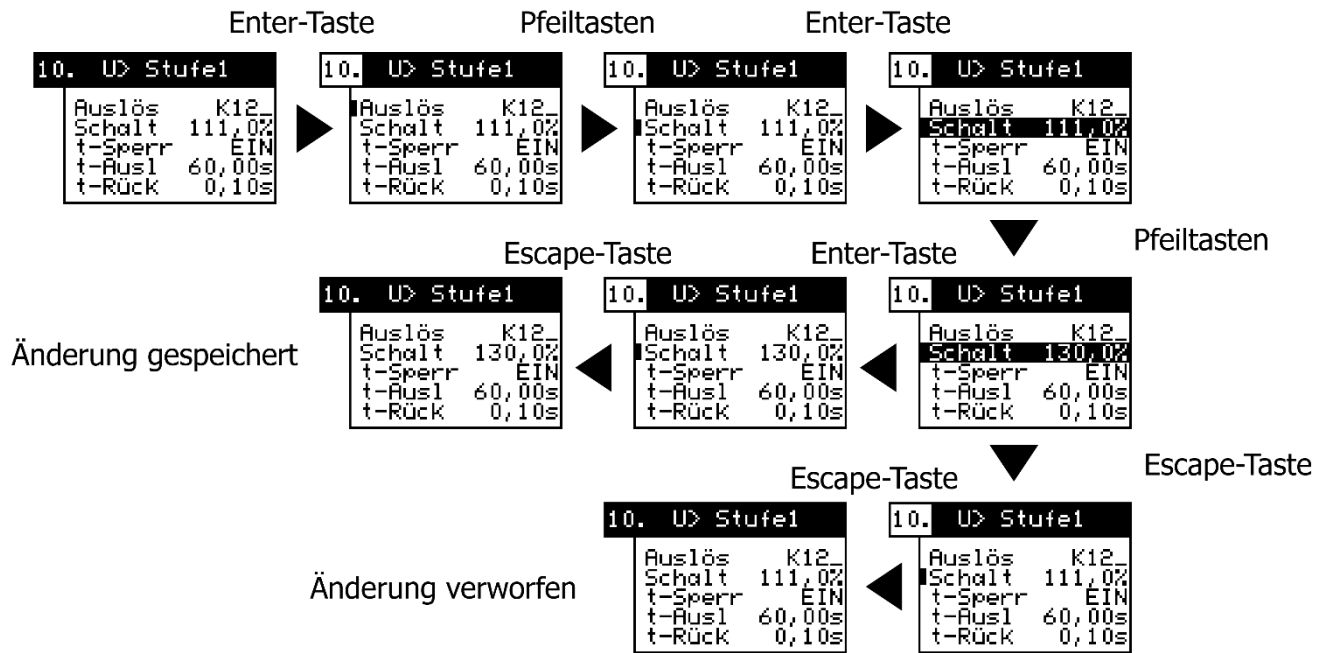 Enter-Taste Pfeiltasten Enter-Taste
10. U> Stufe1
Auslös K12_
Schalt 111,0%
t-Sperr EIN
t-Ausl 60,00s
t-Rück 0,10s
10. U> Stufe1
Auslös K12_
Schalt 111,0%
t-Sperr EIN
t-Ausl 60,00s
t-Rück 0,10s
10. U> Stufe1
Auslös K12_
Schalt 111,0%
t-Sperr EIN
t-Ausl 60,00s
t-Rück 0,10s
10. U> Stufe1
Auslös K12_
Schalt 111,0%
t-Sperr EIN
t-Ausl 60,00s
t-Rück 0,10s
Pfeiltasten
Escape-Taste Enter-Taste
Änderung gespeichert
10. U> Stufe1
Auslös K12_
Schalt 130,0%
t-Sperr EIN
t-Ausl 60,00s
t-Rück 0,10s
10. U> Stufe1
Auslös K12_
Schalt 130,0%
t-Sperr EIN
t-Ausl 60,00s
t-Rück 0,10s
10. U> Stufe1
Auslös K12_
Schalt 130,0%
t-Sperr EIN
t-Ausl 60,00s
t-Rück 0,10s
Escape-Taste
Escape-Taste
Änderung verworfen
10. U> Stufe1
Auslös K12_
Schalt 111,0%
t-Sperr EIN
t-Ausl 60,00s
t-Rück 0,10s
10. U> Stufe1
Auslös K12_
Schalt 111,0%
t-Sperr EIN
t-Ausl 60,00s
t-Rück 0,10s